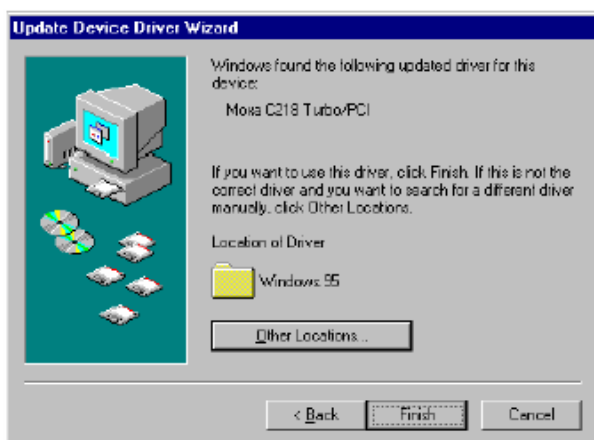 Update Device Driver Wizard
Windows found the following updated driver for this
device:
Moxa C218 Turbo/PCI
If you want to use this driver, click Finish. If this is not the
correct driver and you want to search for a different driver
manually, click Other Locations.
Location of Driver
Windows 95
Other Locations...
< Back
Finish
Cancel